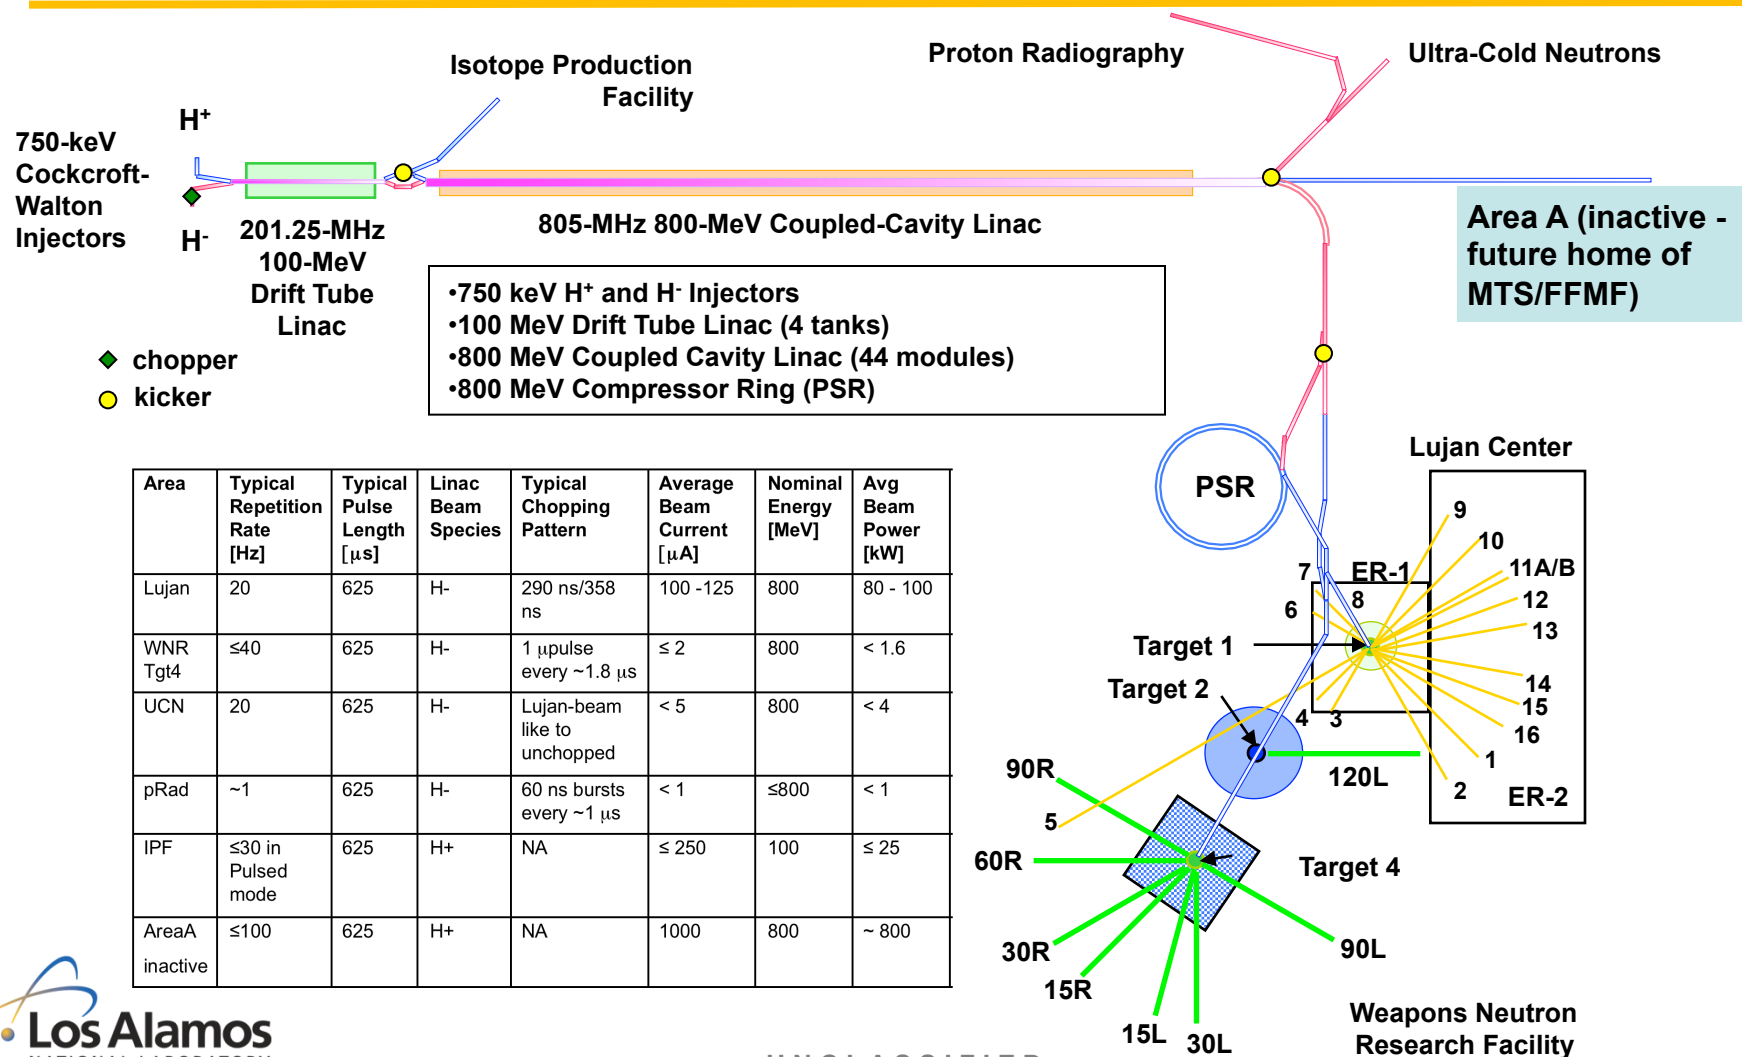 Proton Radiography
Ultra-Cold Neutrons
Isotope Production
Facility
H+
750-keV
Cockcroft-
Walton
Injectors
H-
201.25-MHz
100-MeV
Drift Tube
Linac
805-MHz 800-MeV Coupled-Cavity Linac
Area A (inactive -
future home of
MTS/FFMF)
•750 keV H+ and H- Injectors
•100 MeV Drift Tube Linac (4 tanks)
•800 MeV Coupled Cavity Linac (44 modules)
•800 MeV Compressor Ring (PSR)
chopper
kicker
Area | Typical Repetition Rate [Hz] | Typical Pulse Length [μs] | Linac Beam Species | Typical Chopping Pattern | Average Beam Current [μA] | Nominal Energy [MeV] | Avg Beam Power [kW]
Lujan | 20 | 625 | H- | 290 ns/358 ns | 100 -125 | 800 | 80 - 100
WNR Tgt4 | ≤40 | 625 | H- | 1 μpulse every ~1.8 μs | ≤ 2 | 800 | < 1.6
UCN | 20 | 625 | H- | Lujan-beam like to unchopped | < 5 | 800 | < 4
pRad | ~1 | 625 | H- | 60 ns bursts every ~1 μs | < 1 | ≤800 | < 1
IPF | ≤30 in Pulsed mode | 625 | H+ | NA | ≤ 250 | 100 | ≤ 25
AreaA inactive | ≤100 | 625 | H+ | NA | 1000 | 800 | ~ 800
PSR
Lujan Center
9
10
11A/B
12
13
14
15
16
1
2
ER-2
7
ER-1
8
6
Target 1
Target 2
4
3
5
120L
90R
60R
Target 4
30R
15R
15L
30L
90L
Weapons Neutron
Research Facility
Los Alamos
NATIONAL LABORATORY
UNCLASSIFIED